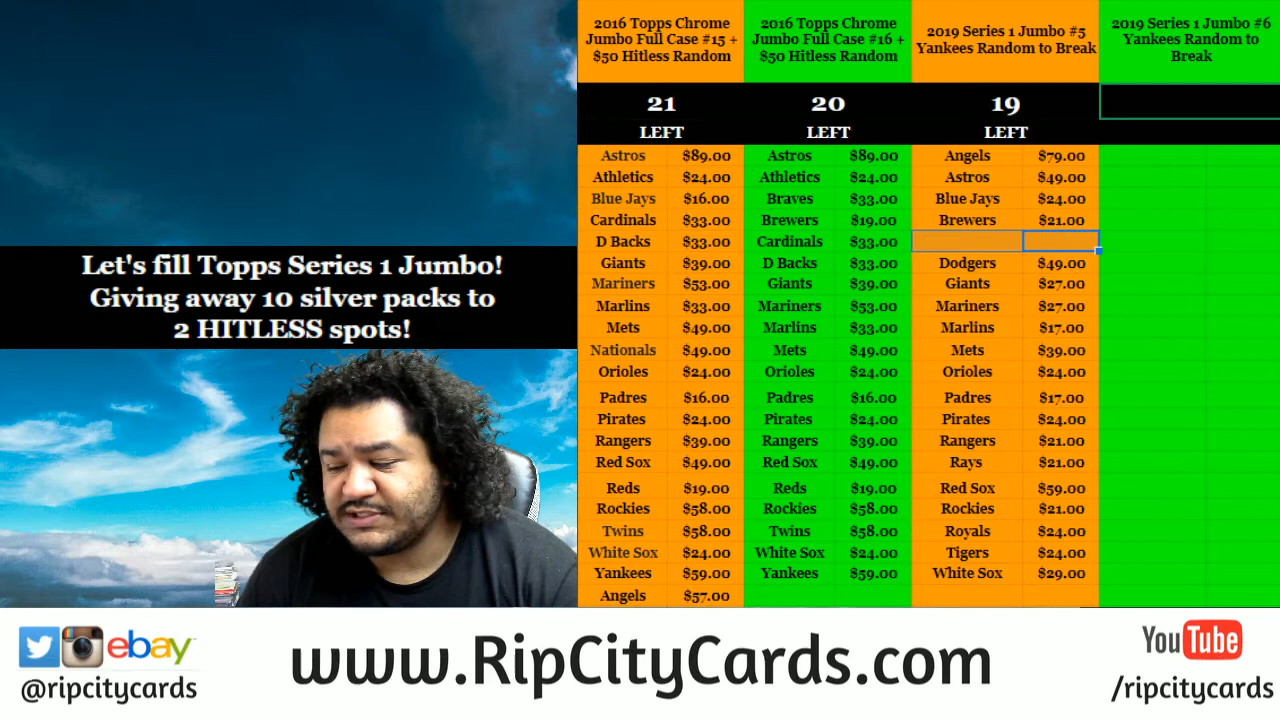 2016 Topps Chrome
Jumbo Full Case #15 +
$50 Hitless Random
21
LEFT
Astros $89.00
Athletics $24.00
Blue Jays $16.00
Cardinals $33.00
D Backs $33.00
Giants $39.00
Mariners $53.00
Marlins $33.00
Mets $49.00
Nationals $49.00
Orioles $24.00
Padres $16.00
Pirates $24.00
Rangers $39.00
Red Sox $49.00
Reds $19.00
Rockies $58.00
Twins $58.00
White Sox $24.00
Yankees $59.00
Angels $57.00
2016 Topps Chrome
Jumbo Full Case #16 +
$50 Hitless Random
20
LEFT
Astros $89.00
Athletics $24.00
Braves $33.00
Brewers $19.00
Cardinals $33.00
D Backs $33.00
Giants $39.00
Mariners $53.00
Marlins $33.00
Mets $49.00
Orioles $24.00
Padres $16.00
Pirates $24.00
Rangers $39.00
Red Sox $49.00
Reds $19.00
Rockies $58.00
Twins $58.00
White Sox $24.00
Yankees $59.00
2019 Series 1 Jumbo #5
Yankees Random to Break
19
LEFT
Angels $79.00
Astros $49.00
Blue Jays $24.00
Brewers $21.00
Dodgers $49.00
Giants $27.00
Mariners $27.00
Marlins $17.00
Mets $39.00
Orioles $24.00
Padres $17.00
Pirates $24.00
Rangers $21.00
Rays $21.00
Red Sox $59.00
Rockies $21.00
Royals $24.00
Tigers $24.00
White Sox $29.00
2019 Series 1 Jumbo #6
Yankees Random to
Break
Let's fill Topps Series 1 Jumbo!
Giving away 10 silver packs to
2 HITLESS spots!
ebay
@ripcitycards
www.RipCityCards.com
YouTube
/ripcitycards